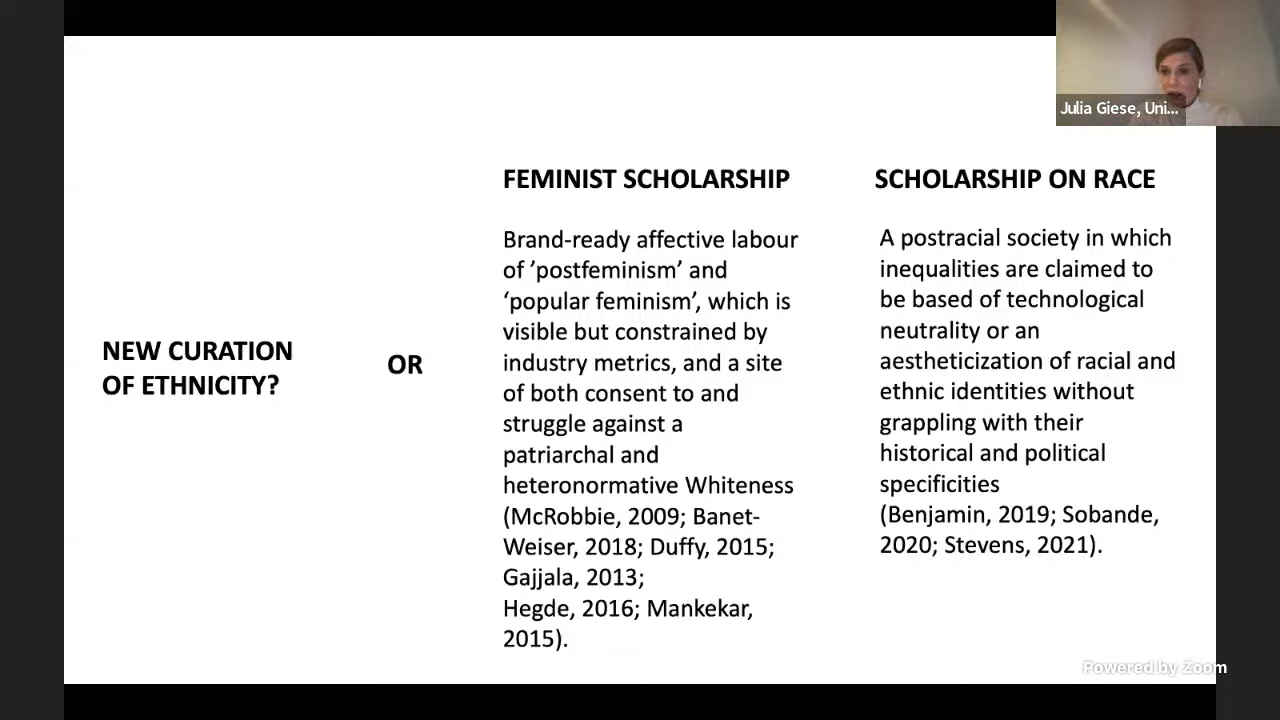 Julia Giese, Uni...
FEMINIST SCHOLARSHIP
SCHOLARSHIP ON RACE
NEW CURATION
OF ETHNICITY?
OR
Brand-ready affective labour
of ’postfeminism’ and
‘popular feminism’, which is
visible but constrained by
industry metrics, and a site
of both consent to and
struggle against a
patriarchal and
heteronormative Whiteness
(McRobbie, 2009; Banet-
Weiser, 2018; Duffy, 2015;
Gajjala, 2013;
Hegde, 2016; Mankekar,
2015).
A postracial society in which
inequalities are claimed to
be based of technological
neutrality or an
aestheticization of racial and
ethnic identities without
grappling with their
historical and political
specificities
(Benjamin, 2019; Sobande,
2020; Stevens, 2021).
Powered by Zoom